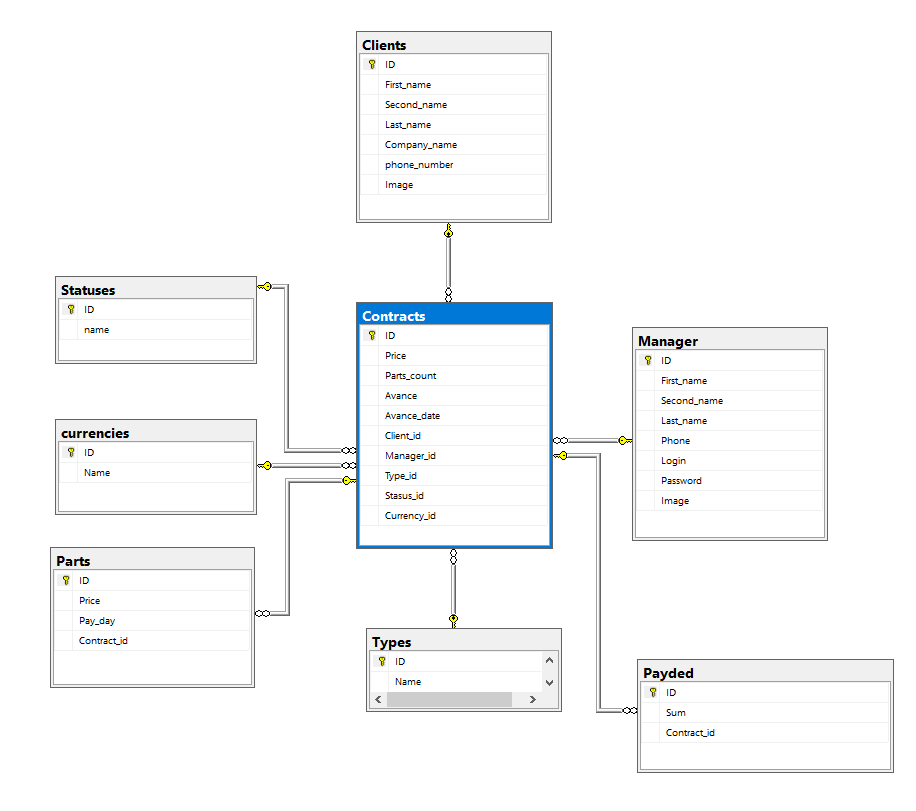 Clients
ID
First_name
Second_name
Last_name
Company_name
phone_number
Image
Statuses
ID
name
Contracts
ID
Price
Parts_count
Avance
Avance_date
Client_id
Manager_id
Type_id
Stasus_id
Currency_id
Manager
ID
First_name
Second_name
Last_name
Phone
Login
Password
Image
currencies
ID
Name
Parts
ID
Price
Pay_day
Contract_id
Types
ID
Name
Payded
ID
Sum
Contract_id